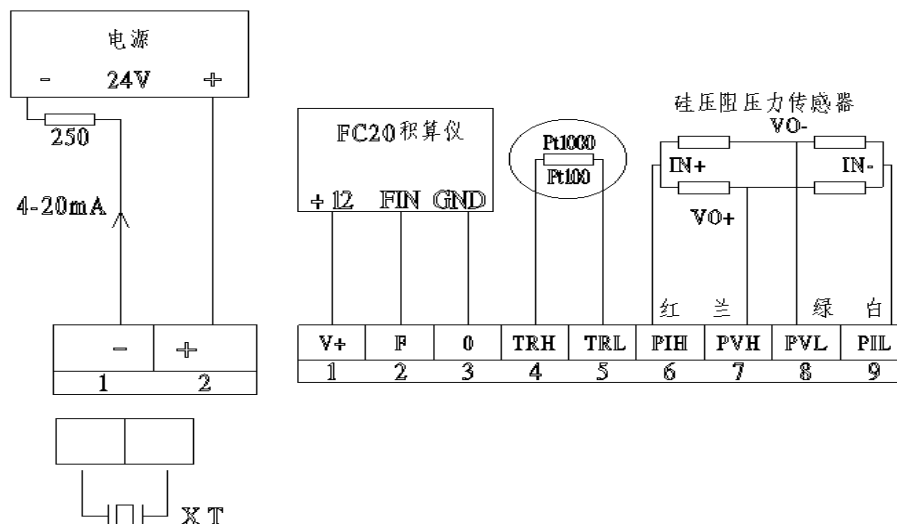 电源
- 24V +
250
4-20mA
- +
1 2
XT
FC20积算仪
+12 FIN GND
Pt1000
Pt100
硅压阻压力传感器
VO-
IN+ IN-
VO+
红 兰 绿 白
V+ F 0 TRH TRL PIH PVH PVL PIL
1 2 3 4 5 6 7 8 9